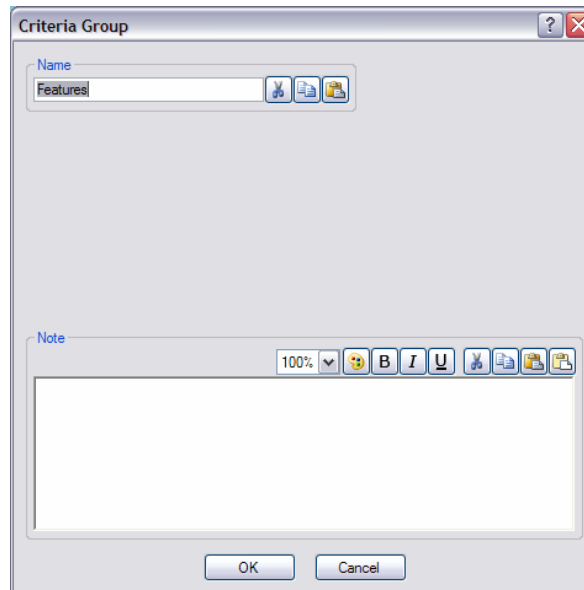 Criteria Group ?
Name
Features
Note
100% B I U
OK Cancel